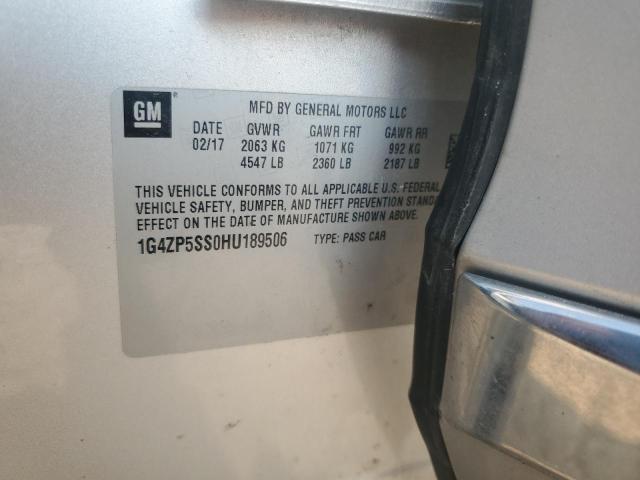 GM
MFD BY GENERAL MOTORS LLC
DATE GVWR GAWR FRT GAWR RR
02/17 2063 KG 1071 KG 992 KG
4547 LB 2360 LB 2187 LB
THIS VEHICLE CONFORMS TO ALL APPLICABLE U.S. FEDERAL
VEHICLE SAFETY, BUMPER, AND THEFT PREVENTION STANDA
EFFECT ON THE DATE OF MANUFACTURE SHOWN ABOVE.
1G4ZP5SS0HU189506 TYPE: PASS CAR